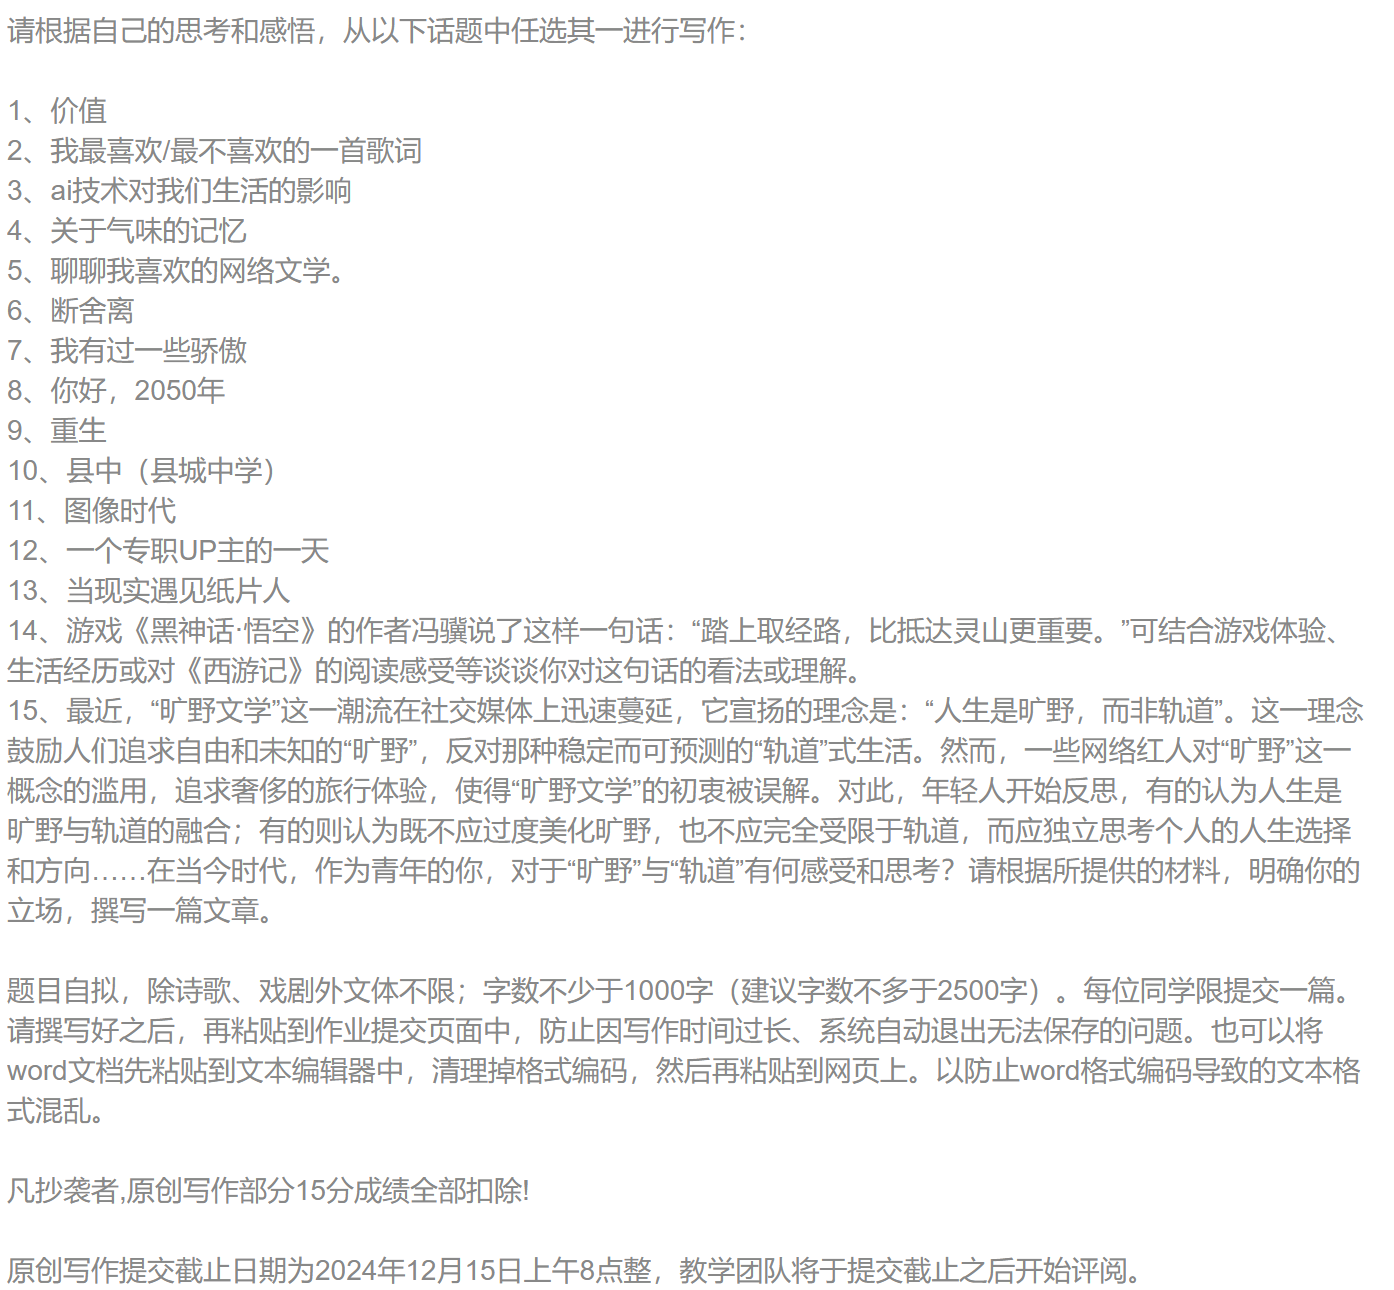 请根据自己的思考和感悟，从以下话题中任选其一进行写作：
1、价值
2、我最喜欢/最不喜欢的一首歌词
3、ai技术对我们生活的影响
4、关于气味的记忆
5、聊聊我喜欢的网络文学。
6、断舍离
7、我有过一些骄傲
8、你好，2050年
9、重生
10、县中（县城中学）
11、图像时代
12、一个专职UP主的一天
13、当现实遇见纸片人
14、游戏《黑神话·悟空》的作者冯骥说了这样一句话：“踏上取经路，比抵达灵山更重要。”可结合游戏体验、
生活经历或对《西游记》的阅读感受等谈谈你对这句话的看法或理解。
15、最近，“旷野文学”这一潮流在社交媒体上迅速蔓延，它宣扬的理念是：“人生是旷野，而非轨道”。这一理念
鼓励人们追求自由和未知的“旷野”，反对那种稳定而可预测的“轨道”式生活。然而，一些网络红人对“旷野”这一
概念的滥用，追求奢侈的旅行体验，使得“旷野文学”的初衷被误解。对此，年轻人开始反思，有的认为人生是
旷野与轨道的融合；有的则认为既不应过度美化旷野，也不应完全受限于轨道，而应独立思考个人的人生选择
和方向……在当今时代，作为青年的你，对于“旷野”与“轨道”有何感受和思考？请根据所提供的材料，明确你的
立场，撰写一篇文章。
题目自拟，除诗歌、戏剧外文体不限；字数不少于1000字（建议字数不多于2500字）。每位同学限提交一篇。
请撰写好之后，再粘贴到作业提交页面中，防止因写作时间过长、系统自动退出无法保存的问题。也可以将
word文档先粘贴到文本编辑器中，清理掉格式编码，然后再粘贴到网页上。以防止word格式编码导致的文本格
式混乱。
凡抄袭者,原创写作部分15分成绩全部扣除!
原创写作提交截止日期为2024年12月15日上午8点整，教学团队将于提交截止之后开始评阅。